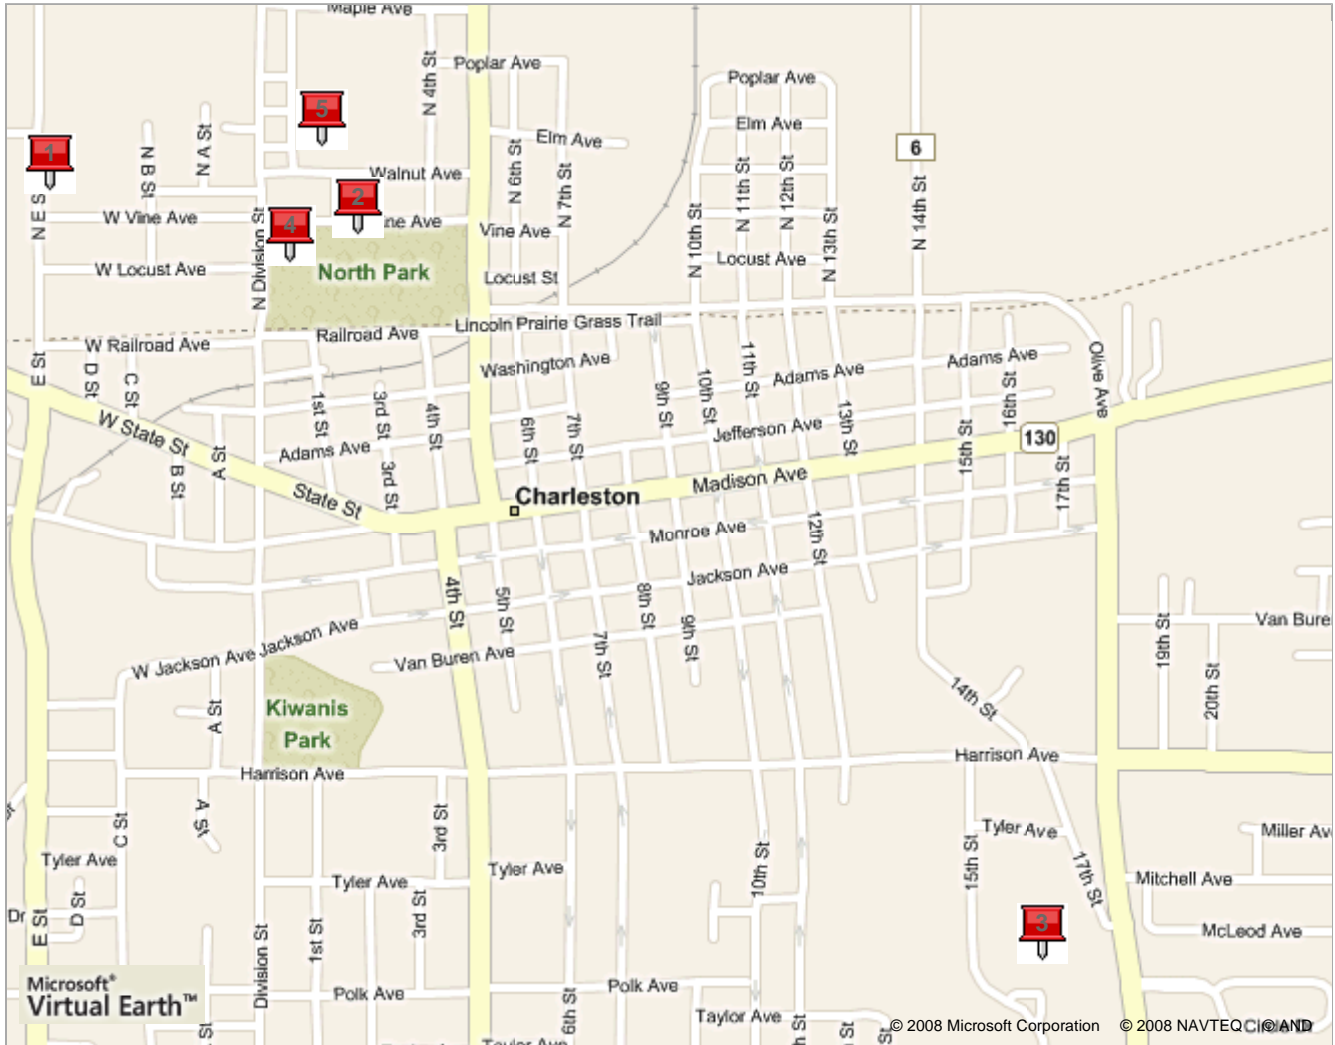 Maple Ave
Poplar Ave
Poplar Ave
N 4th St
5
Elm Ave
Elm Ave
6
1
N B St
N A St
N 6th St
N 7th St
N 11th St
N 12th St
N 14th St
Walnut Ave
2
N E S
W Vine Ave
N Division St
4
ne Ave
Vine Ave
N 10th St
N 13th St
W Locust Ave
North Park
Locust St
Locust Ave
Railroad Ave
Lincoln Prairie Grass Trail
W Railroad Ave
Washington Ave
11th St
Adams Ave
Adams Ave
Olive Ave
E St
D St
C St
1st St
3rd St
4th St
6th St
7th St
9th St
10th St
13th St
16th St
W State St
Adams Ave
Jefferson Ave
130
B St
A St
3rd St
15th St
17th St
State St
Charleston
Madison Ave
Monroe Ave
12th St
Jackson Ave
4th St
5th St
7th St
8th St
9th St
19th St
Van Bure
W Jackson Ave
Jackson Ave
Van Buren Ave
14th St
20th St
A St
Kiwanis
Park
Harrison Ave
Harrison Ave
C St
A St
3rd St
Tyler Ave
Miller Av
Tyler Ave
Tyler Ave
Tyler Ave
10th St
15th St
17th St
Mitchell Ave
Dr
E St
D St
Division St
1st St
3rd St
3
McLeod Ave
Microsoft®
Virtual Earth™
Polk Ave
Polk Ave
6th St
Taylor Ave
St
h St
St
St
© 2008 Microsoft Corporation © 2008 NAVTEQ © AND